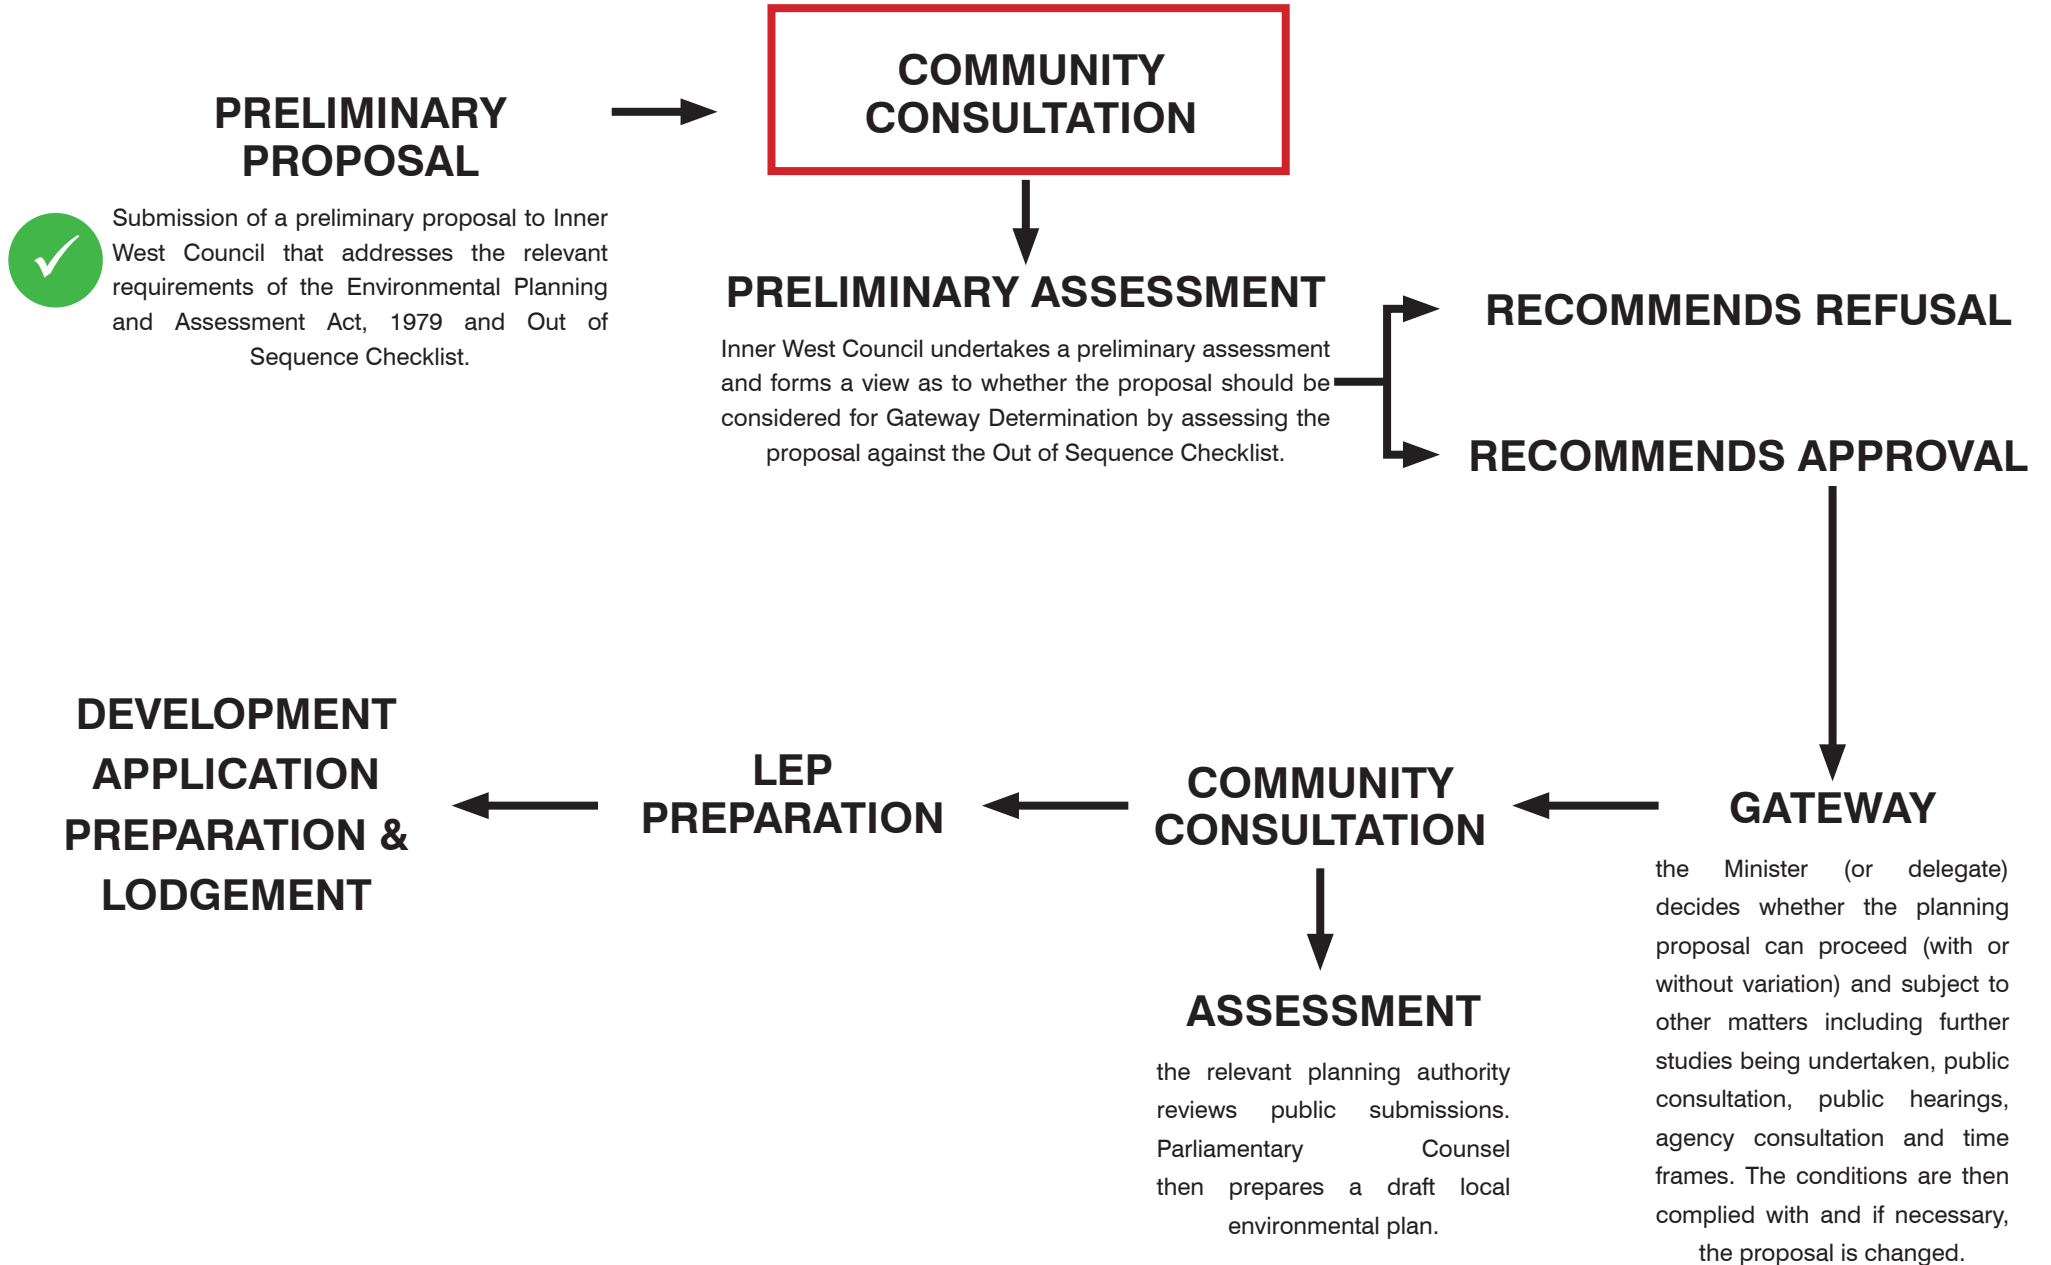 PRELIMINARY
PROPOSAL
Submission of a preliminary proposal to Inner
West Council that addresses the relevant
requirements of the Environmental Planning
and Assessment Act, 1979 and Out of
Sequence Checklist.
COMMUNITY
CONSULTATION
PRELIMINARY ASSESSMENT
Inner West Council undertakes a preliminary assessment
and forms a view as to whether the proposal should be
considered for Gateway Determination by assessing the
proposal against the Out of Sequence Checklist.
RECOMMENDS REFUSAL
RECOMMENDS APPROVAL
GATEWAY
the Minister (or delegate)
decides whether the planning
proposal can proceed (with or
without variation) and subject to
other matters including further
studies being undertaken, public
consultation, public hearings,
agency consultation and time
frames. The conditions are then
complied with and if necessary,
the proposal is changed.
COMMUNITY
CONSULTATION
ASSESSMENT
the relevant planning authority
reviews public submissions.
Parliamentary Counsel
then prepares a draft local
environmental plan.
LEP
PREPARATION
DEVELOPMENT
APPLICATION
PREPARATION &
LODGEMENT